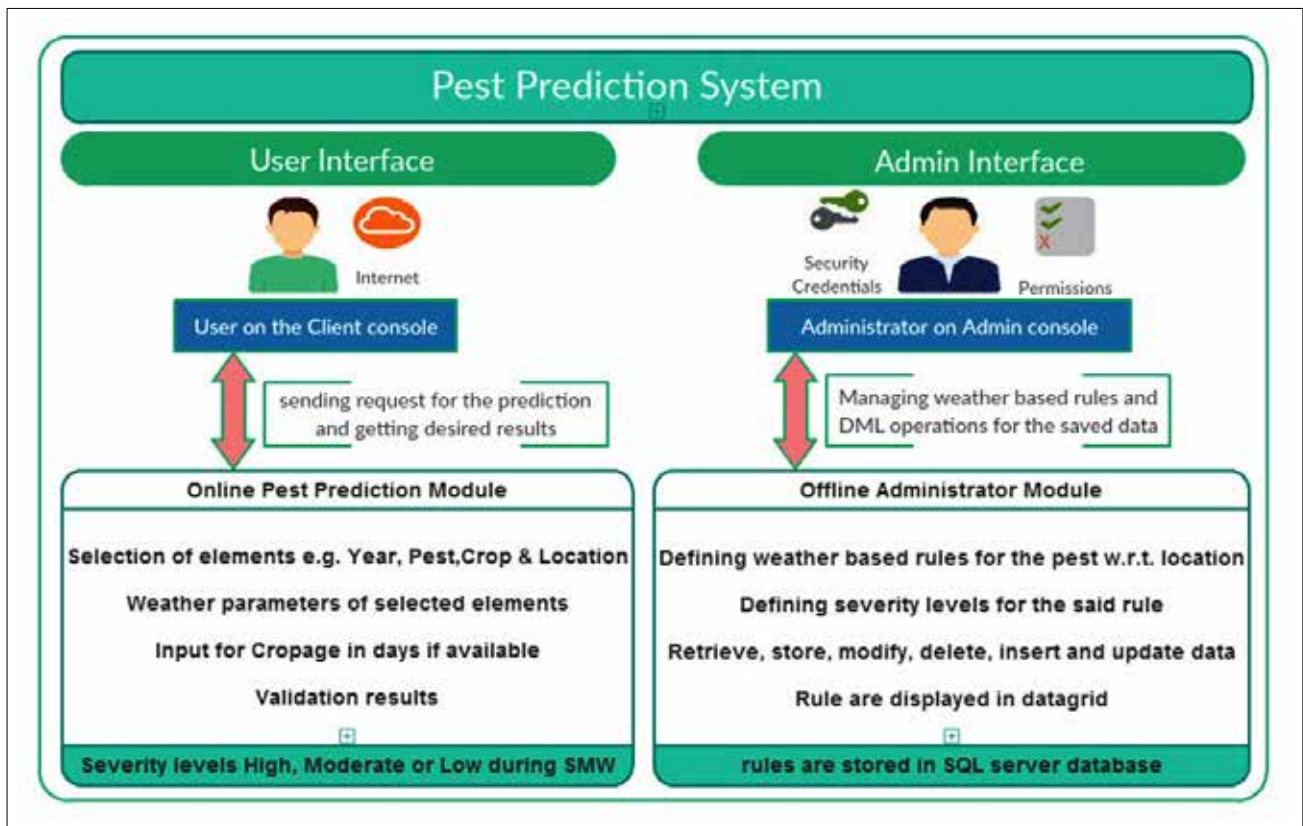 Pest Prediction System
User Interface
Internet
User on the Client console
sending request for the prediction
and getting desired results
Online Pest Prediction Module
Selection of elements e.g. Year, Pest,Crop & Location
Weather parameters of selected elements
Input for Cropage in days if available
Validation results
Severity levels High, Moderate or Low during SMW
Admin Interface
Security
Credentials
X
Permissions
Administrator on Admin console
Managing weather based rules and
DML operations for the saved data
Offline Administrator Module
Defining weather based rules for the pest w.r.t. location
Defining severity levels for the said rule
Retrieve, store, modify, delete, insert and update data
Rule are displayed in datagrid
rules are stored in SQL server database